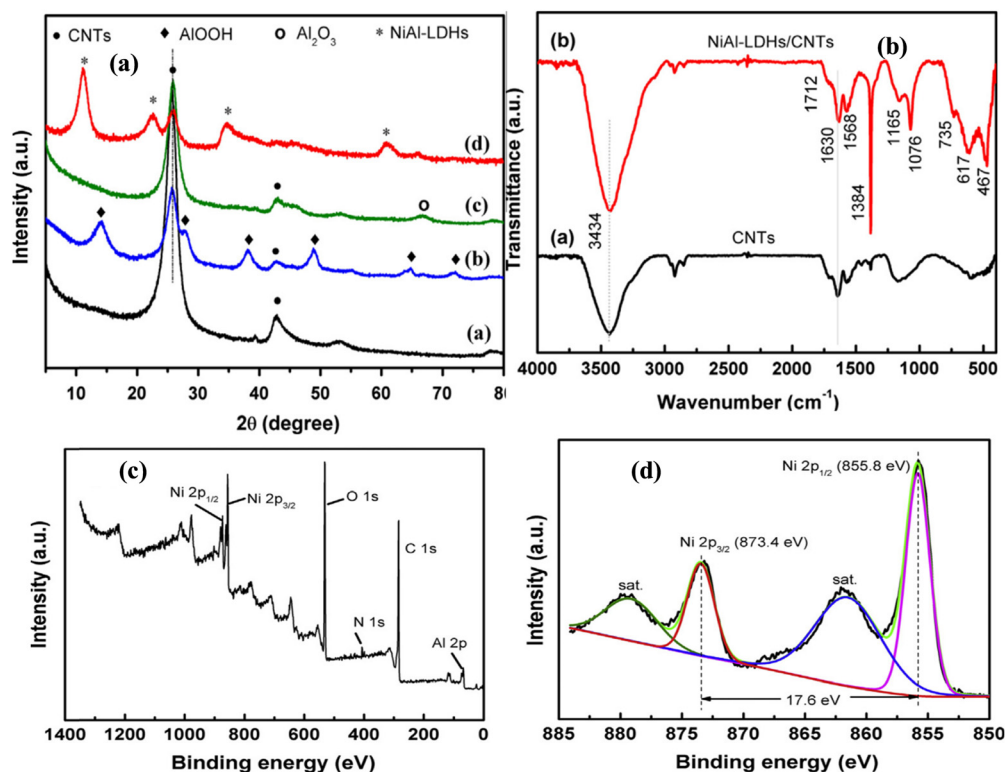 ● CNTs ◆ AlOOH o Al₂O₃ * NiAl-LDHs
(a)
(d)
(c)
(b)
(a)
Intensity (a.u.)
10 20 30 40 50 60 70 80
2θ (degree)
(b) NiAl-LDHs/CNTs (b)
3434
1712
1630
1568
1384
1165
1076
735
617
467
(a) CNTs
Transmittance (a.u.)
4000 3500 3000 2500 2000 1500 1000 500
Wavenumber (cm⁻¹)
(c)
Ni 2p₁/₂
Ni 2p₃/₂
O 1s
C 1s
N 1s
Al 2p
Intensity (a.u.)
1400 1200 1000 800 600 400 200 0
Binding energy (eV)
(d)
Ni 2p₁/₂ (855.8 eV)
Ni 2p₃/₂ (873.4 eV)
sat.
sat.
17.6 eV
Intensity (a.u.)
885 880 875 870 865 860 855 850
Binding energy (eV)